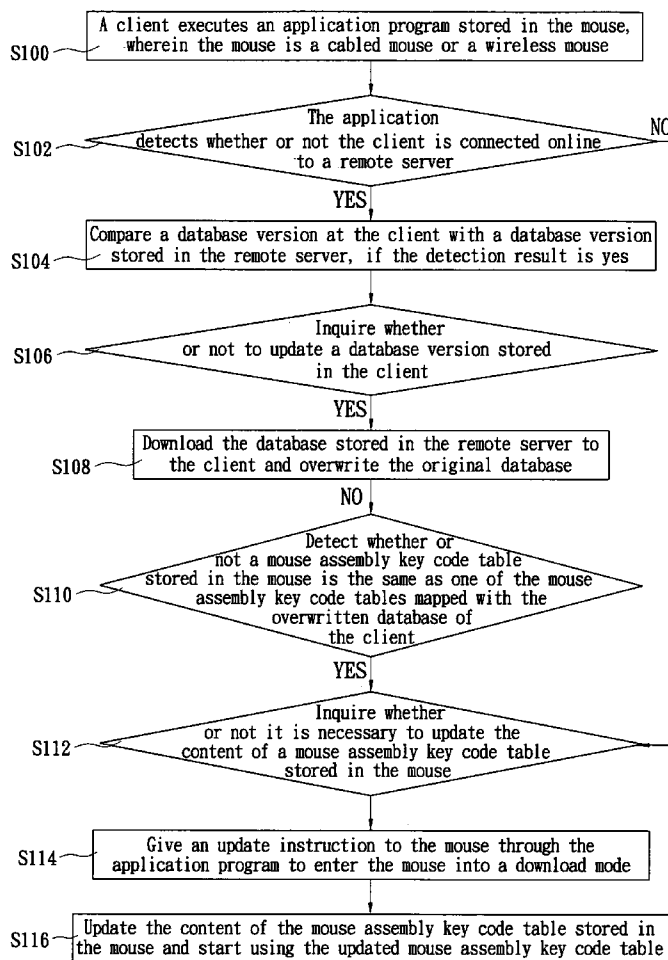 S100
A client executes an application program stored in the mouse,
wherein the mouse is a cabled mouse or a wireless mouse
S102
The application
detects whether or not the client is connected online
to a remote server
NO
YES
S104
Compare a database version at the client with a database version
stored in the remote server, if the detection result is yes
S106
Inquire whether
or not to update a database version stored
in the client
YES
S108
Download the database stored in the remote server to
the client and overwrite the original database
NO
S110
Detect whether or
not a mouse assembly key code table
stored in the mouse is the same as one of the mouse
assembly key code tables mapped with the
overwritten database of
the client
YES
S112
Inquire whether
or not it is necessary to update the
content of a mouse assembly key code table
stored in the mouse
S114
Give an update instruction to the mouse through the
application program to enter the mouse into a download mode
S116
Update the content of the mouse assembly key code table stored in
the mouse and start using the updated mouse assembly key code table